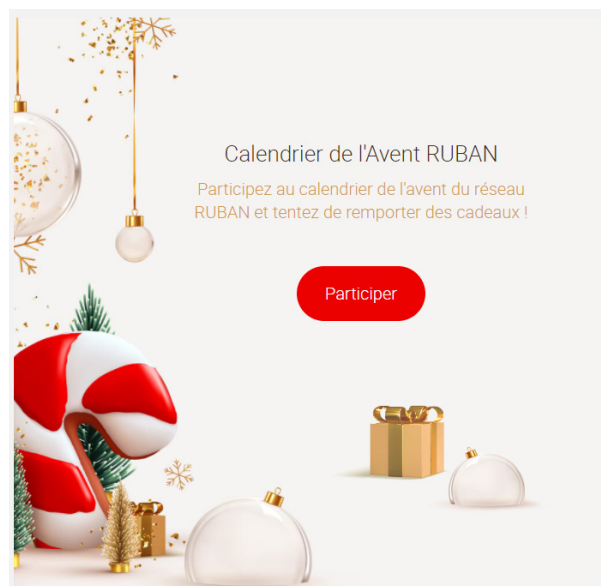 Calendrier de l'Avent RUBAN
Participez au calendrier de l'avent du réseau
RUBAN et tentez de remporter des cadeaux !
Participer